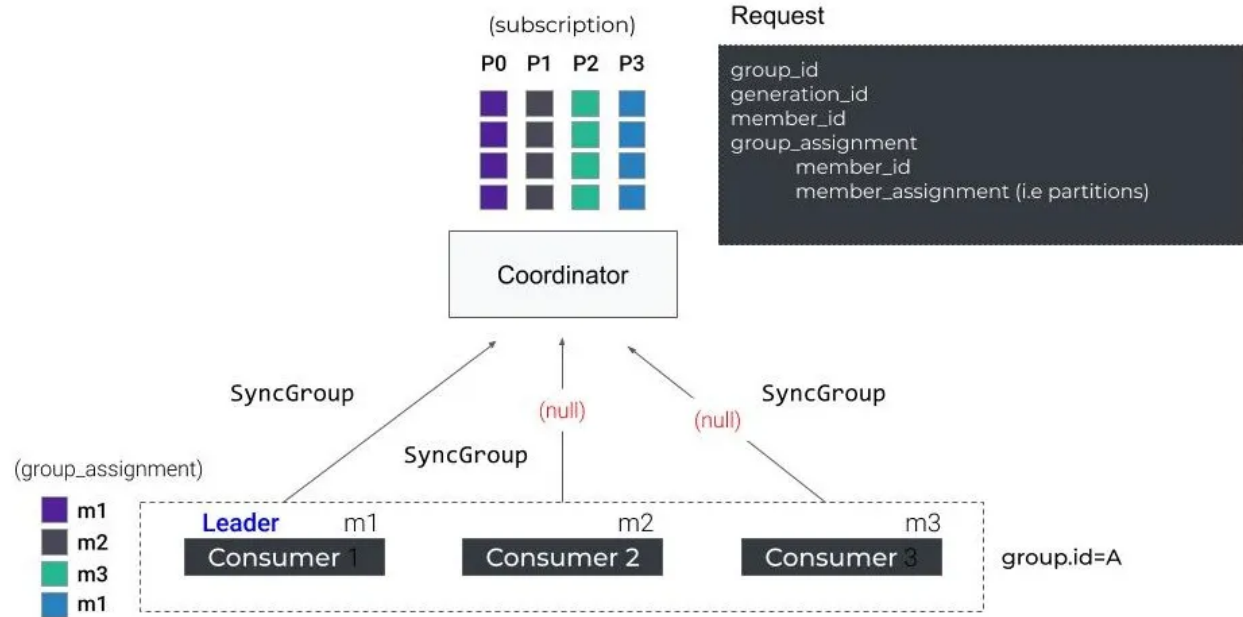 (subscription)
P0 P1 P2 P3
Request
group_id
generation_id
member_id
group_assignment
member_id
member_assignment (i.e partitions)
Coordinator
SyncGroup
(null)
(null)
SyncGroup
SyncGroup
(group_assignment)
m1
m2
m3
m1
Leader
m1
m2
m3
Consumer 1
Consumer 2
Consumer 3
group.id=A